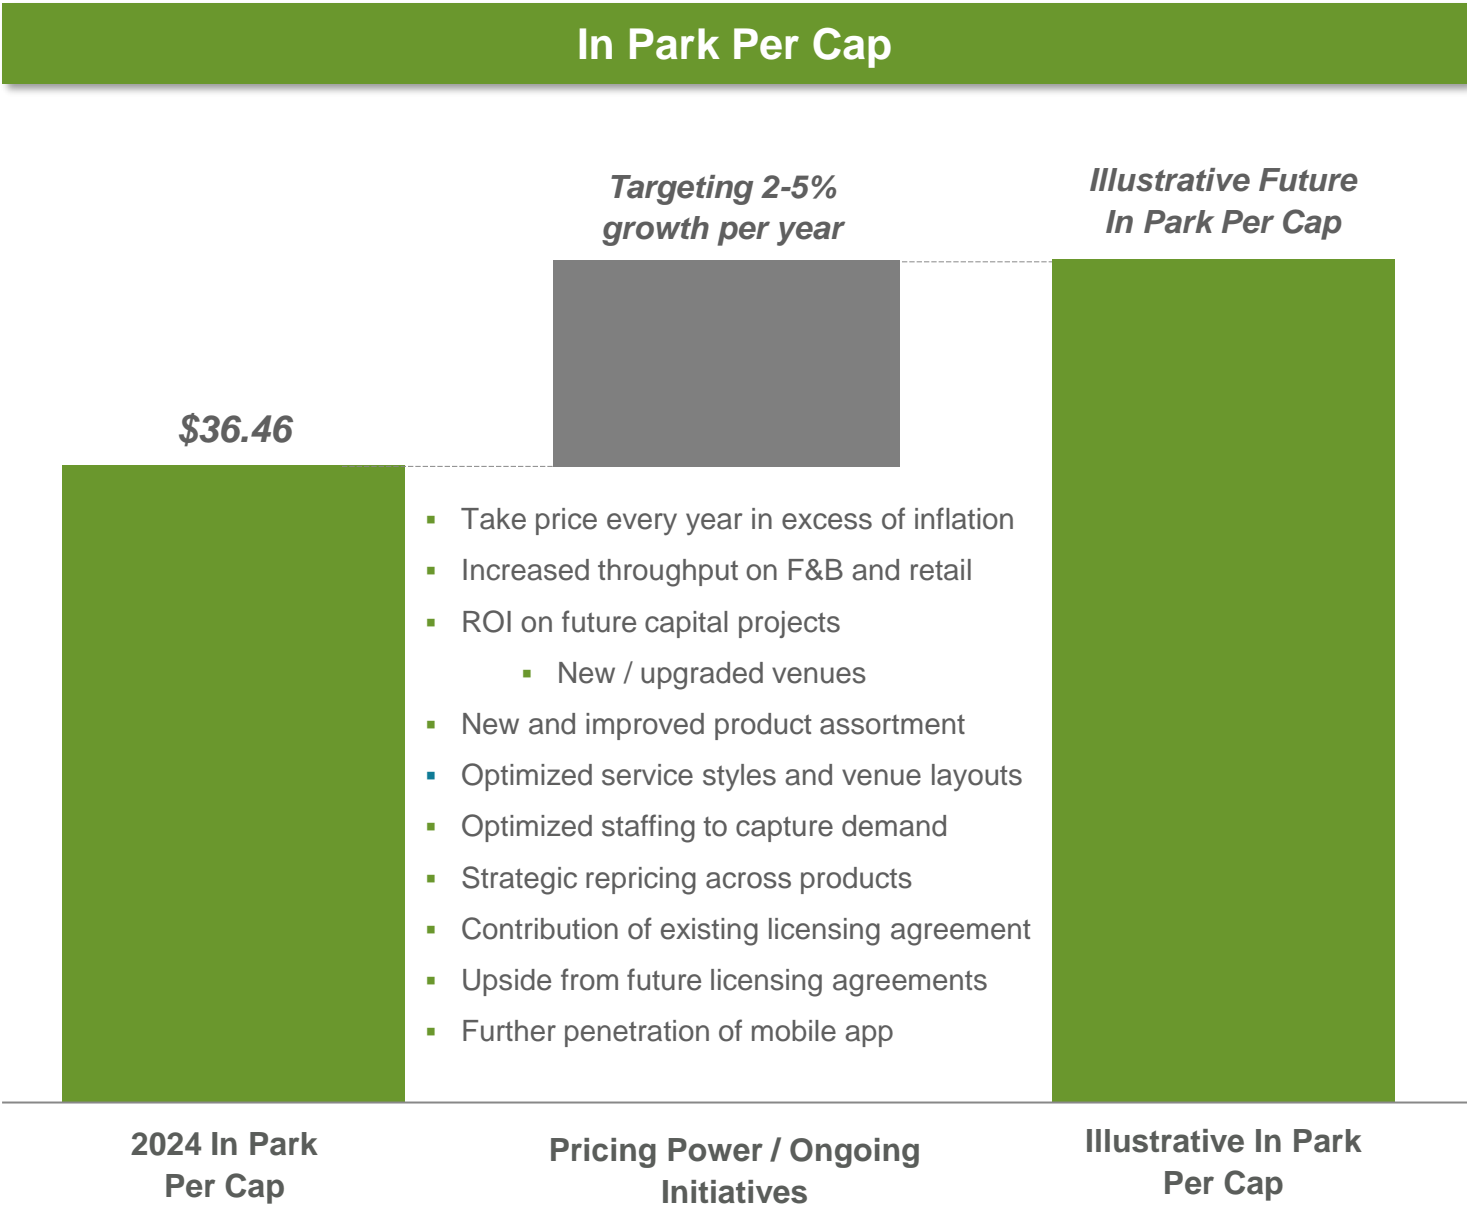 In Park Per Cap
Targeting 2-5%
growth per year
Illustrative Future
In Park Per Cap
$36.46
▪ Take price every year in excess of inflation
▪ Increased throughput on F&B and retail
▪ ROI on future capital projects
▪ New / upgraded venues
▪ New and improved product assortment
▪ Optimized service styles and venue layouts
▪ Optimized staffing to capture demand
▪ Strategic repricing across products
▪ Contribution of existing licensing agreement
▪ Upside from future licensing agreements
▪ Further penetration of mobile app
2024 In Park
Per Cap
Pricing Power / Ongoing
Initiatives
Illustrative In Park
Per Cap